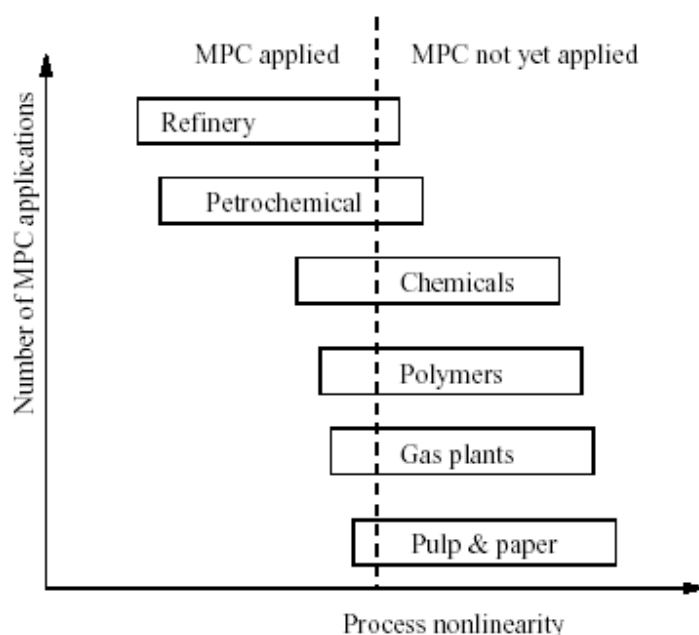 MPC applied
MPC not yet applied
Number of MPC applications
Refinery
Petrochemical
Chemicals
Polymers
Gas plants
Pulp & paper
Process nonlinearity